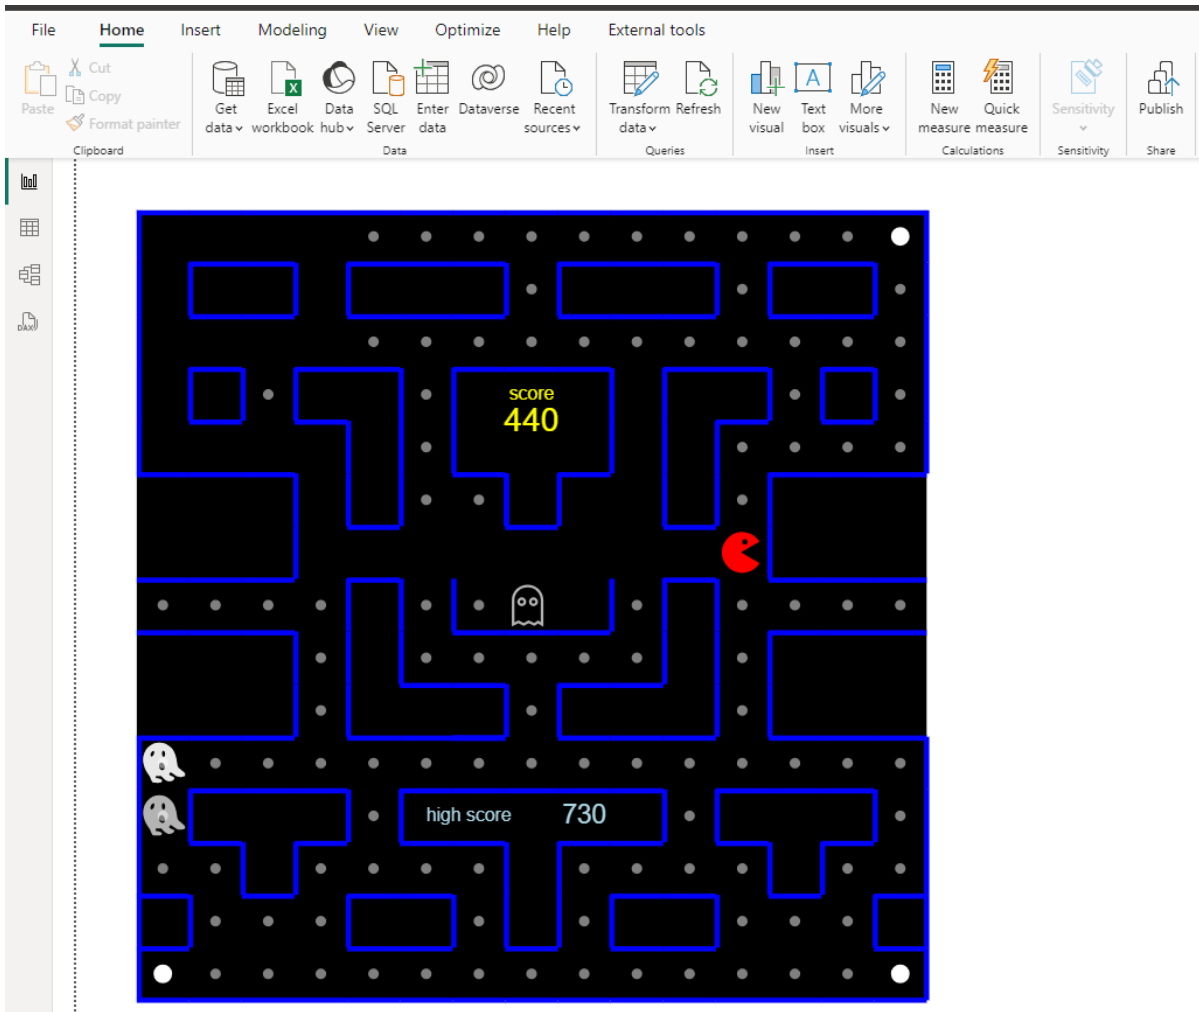 File Home Insert Modeling View Optimize Help External tools
Paste
Cut
Copy
Format painter
Clipboard
Get data
Excel workbook
Data hub
SQL Server
Enter data
Dataverse
Recent sources
Data
Transform data
Refresh
Queries
New visual
Text box
More visuals
Insert
New measure
Quick measure
Calculations
Sensitivity
Sensitivity
Publish
Share
DAX
score
440
high score 730